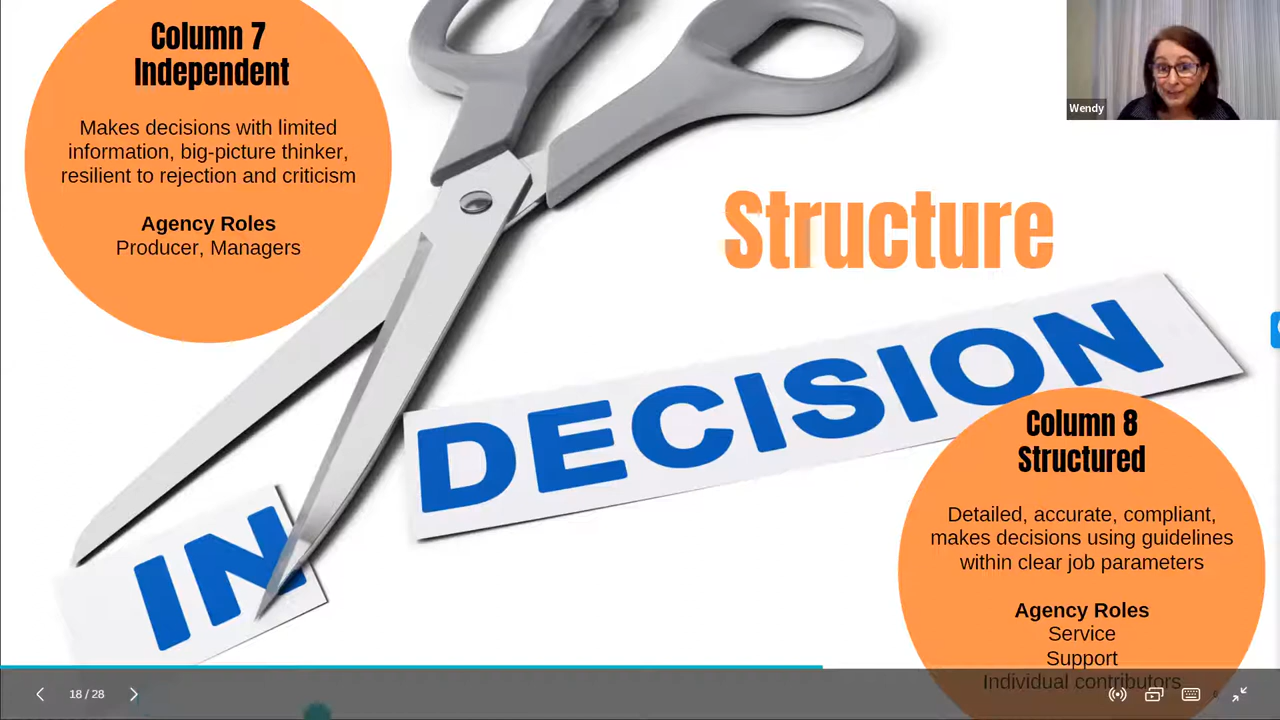 Column 7
Independent
Makes decisions with limited
information, big-picture thinker,
resilient to rejection and criticism
Agency Roles
Producer, Managers
Wendy
Structure
IN
DECISION
Column 8
Structured
Detailed, accurate, compliant,
makes decisions using guidelines
within clear job parameters
Agency Roles
Service
Support
Individual contributors
18 / 28